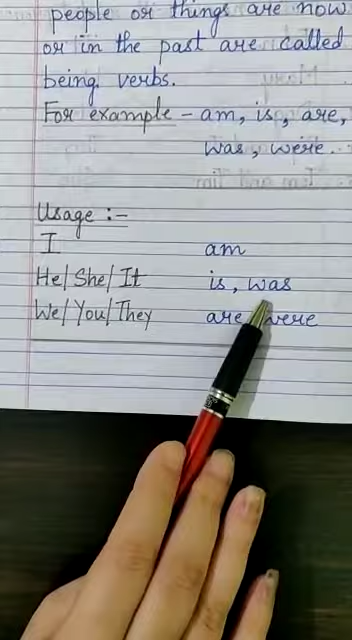 people or things are now
or in the past are called
being verbs.
For example - am, is, are,
was, were.
Usage :-
I am
He/She/It is, was
We/You/They are, were